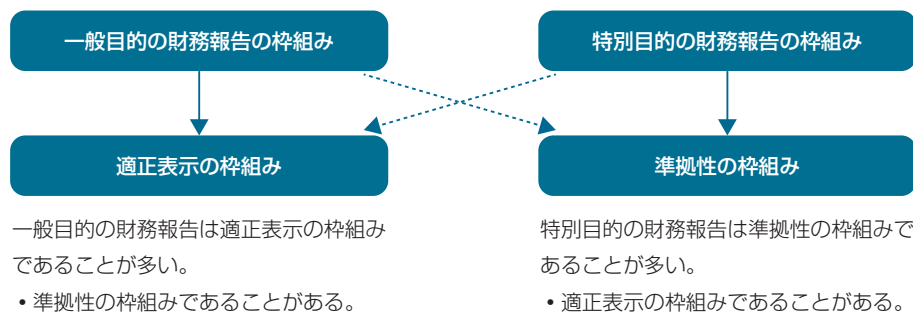 一般目的の財務報告の枠組み
特別目的の財務報告の枠組み
適正表示の枠組み
準拠性の枠組み
一般目的の財務報告は適正表示の枠組み
であることが多い。
•準拠性の枠組みであることがある。
特別目的の財務報告は準拠性の枠組みで
あることが多い。
•適正表示の枠組みであることがある。